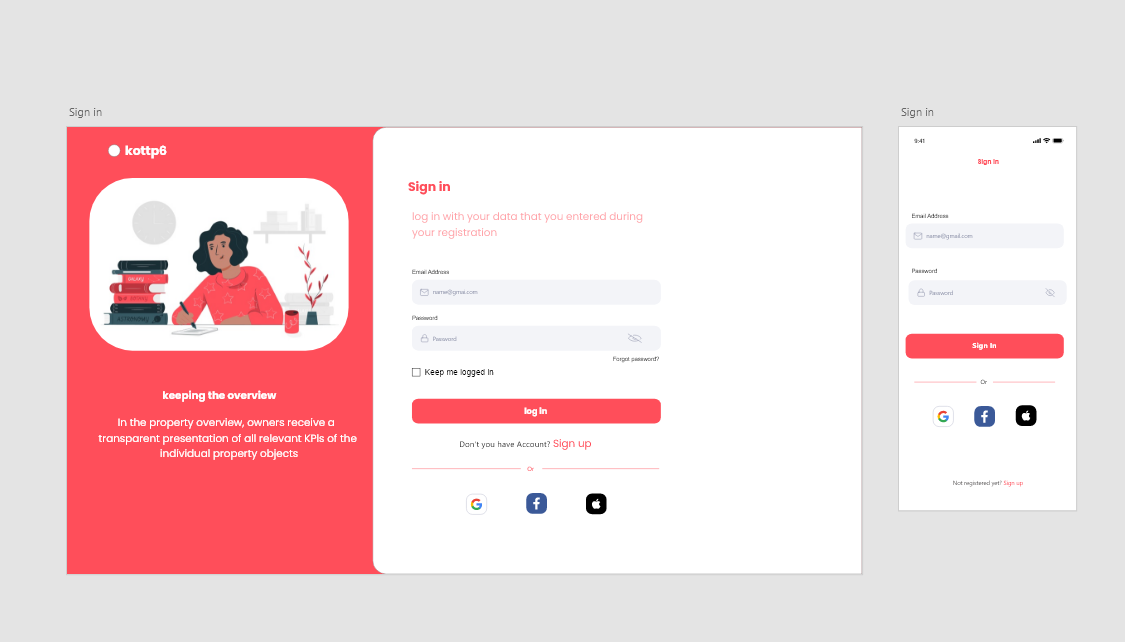 Sign in
kottp6
keeping the overview
In the property overview, owners receive a
transparent presentation of all relevant KPIs of the
individual property objects
Sign in
log in with your data that you entered during
your registration
Email Address
name@gmai.com
Password
Password
Forgot password?
Keep me logged in
log in
Don't you have Account? Sign up
Or
Sign in
9:41
Sign in
Email Address
name@gmail.com
Password
Password
Sign In
Or
Not registered yet? Sign up